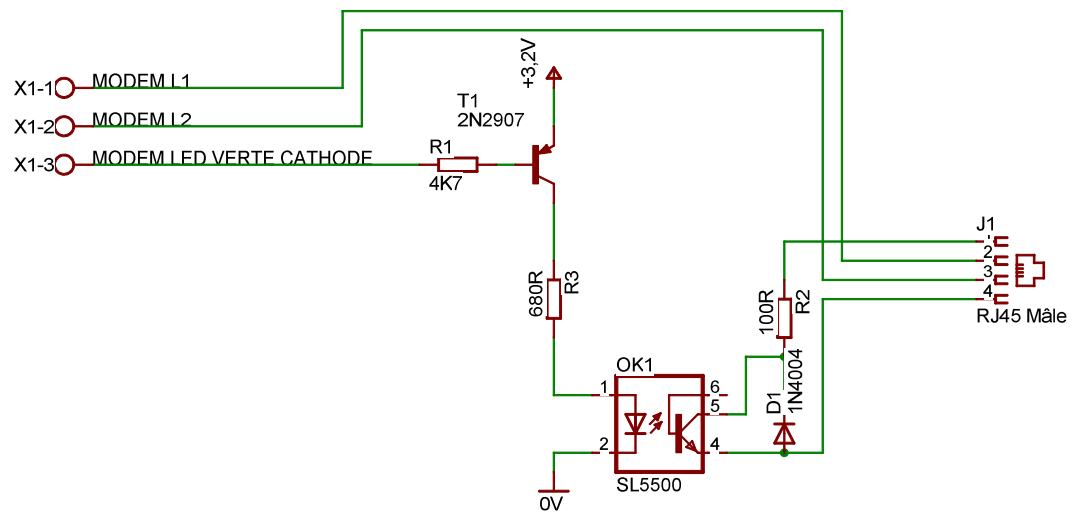 +3,2V
X1-1
MODEM L1
T1
2N2907
X1-2
MODEM L2
X1-3
MODEM LED VERTE CATHODE
R1
4K7
J1
2
3
4
RJ45 Mâle
680R
R3
100R
R2
OK1
1
2
6
5
4
SL5500
D1
1N4004
0V